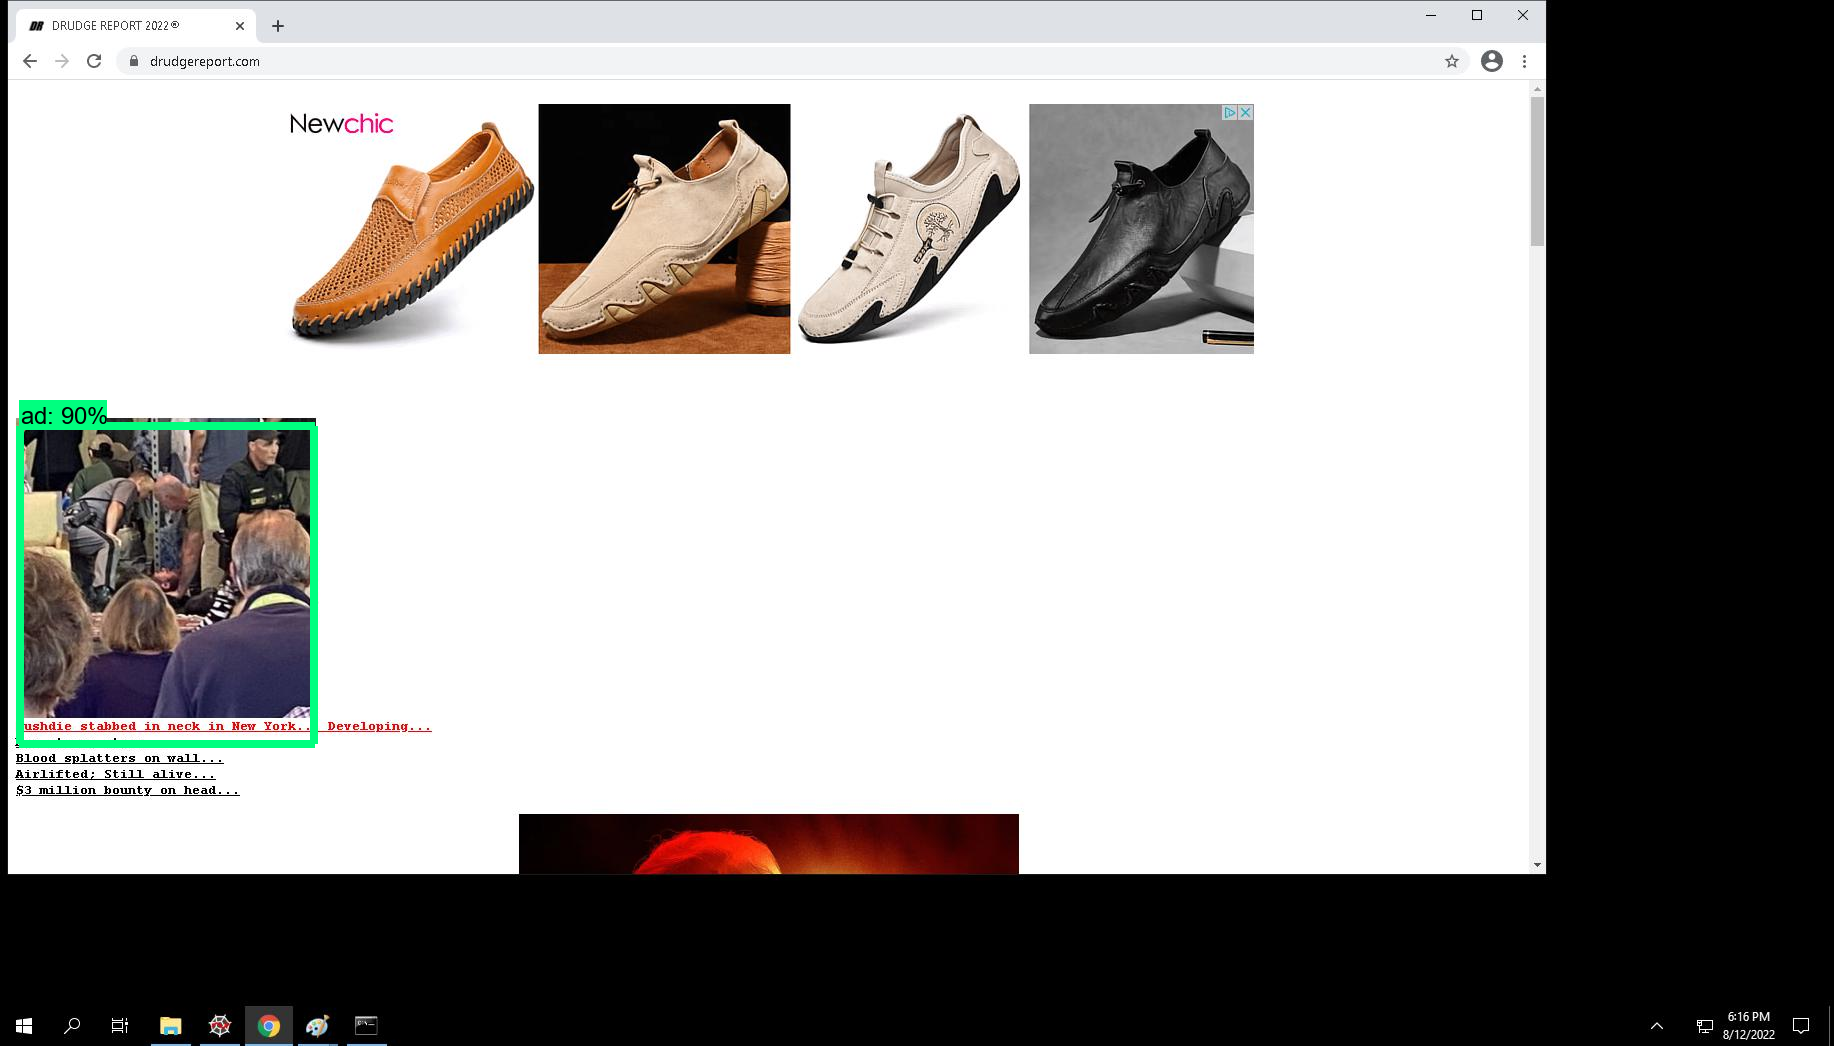 DR DRUDGE REPORT 2022®
drudgereport.com
Newchic
ad: 90%
ushdie stabbed in neck in New York... Developing...
Blood splatters on wall...
Airlifted; Still alive...
$3 million bounty on head...
6:16 PM
8/12/2022